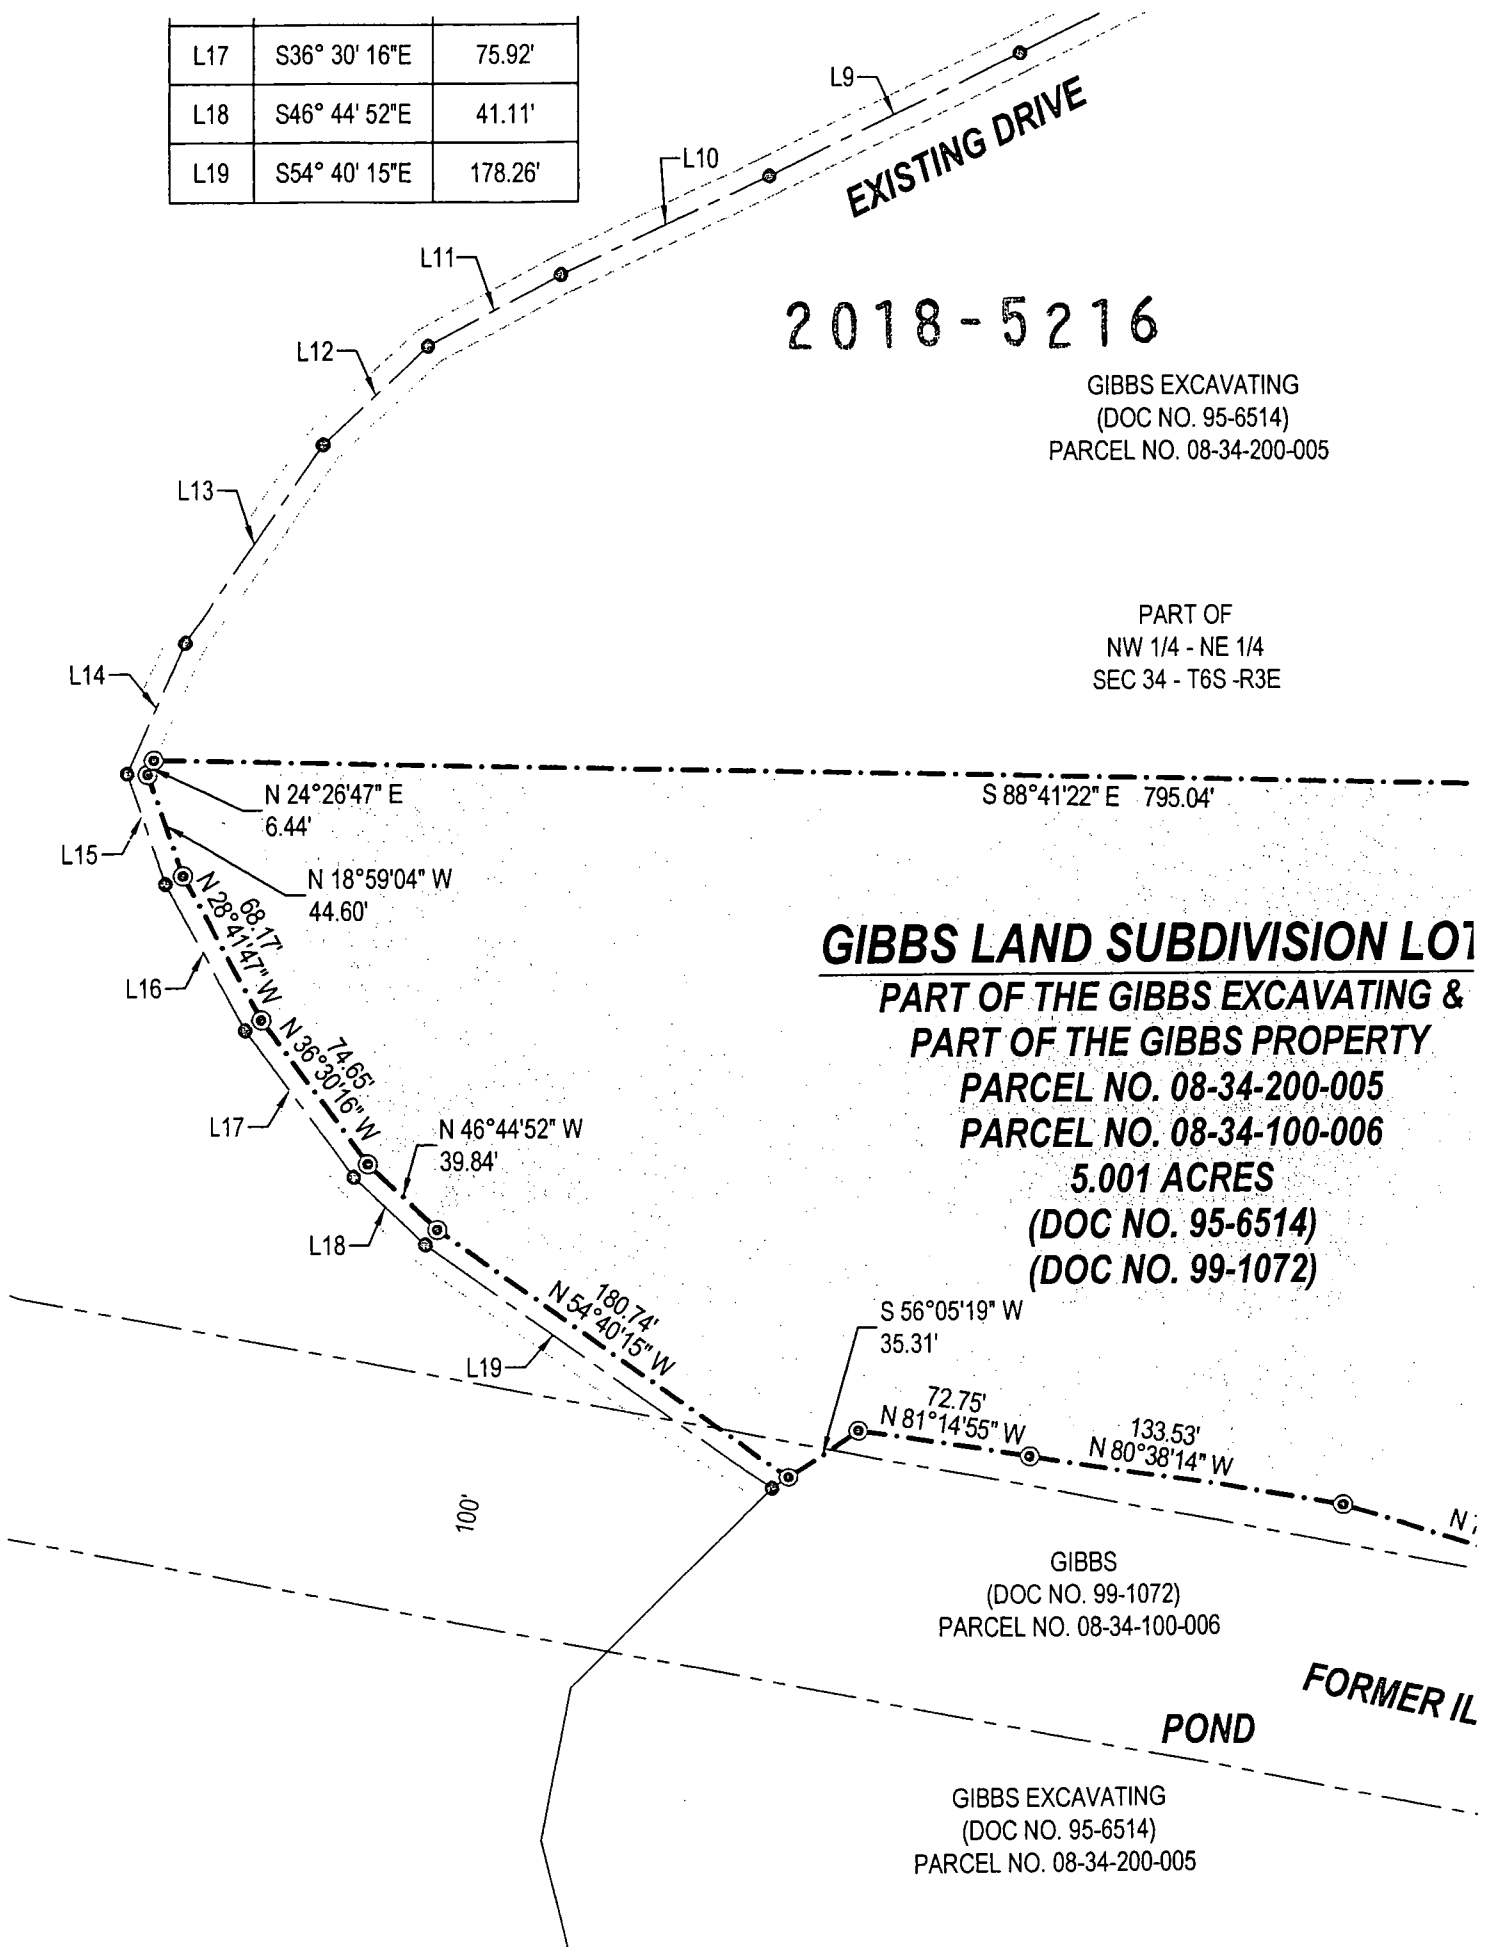 L17 S36° 30' 16"E 75.92'
L18 S46° 44' 52"E 41.11'
L19 S54° 40' 15"E 178.26'
L9
EXISTING DRIVE
L10
L11
2018-5216
L12
GIBBS EXCAVATING
(DOC NO. 95-6514)
PARCEL NO. 08-34-200-005
L13
PART OF
NW 1/4 - NE 1/4
SEC 34 - T6S -R3E
L14
N 24°26'47" E
6.44'
S 88°41'22" E 795.04'
L15
N 18°59'04" W
44.60'
68.17'
N 28°41'47" W
GIBBS LAND SUBDIVISION LOT
PART OF THE GIBBS EXCAVATING &
PART OF THE GIBBS PROPERTY
PARCEL NO. 08-34-200-005
PARCEL NO. 08-34-100-006
5.001 ACRES
(DOC NO. 95-6514)
(DOC NO. 99-1072)
L16
74.65'
N 36°30'16" W
L17
N 46°44'52" W
39.84'
L18
180.74'
N 54°40'15" W
L19
S 56°05'19" W
35.31'
72.75'
N 81°14'55" W
133.53'
N 80°38'14" W
N 7
100'
GIBBS
(DOC NO. 99-1072)
PARCEL NO. 08-34-100-006
FORMER IL
POND
GIBBS EXCAVATING
(DOC NO. 95-6514)
PARCEL NO. 08-34-200-005